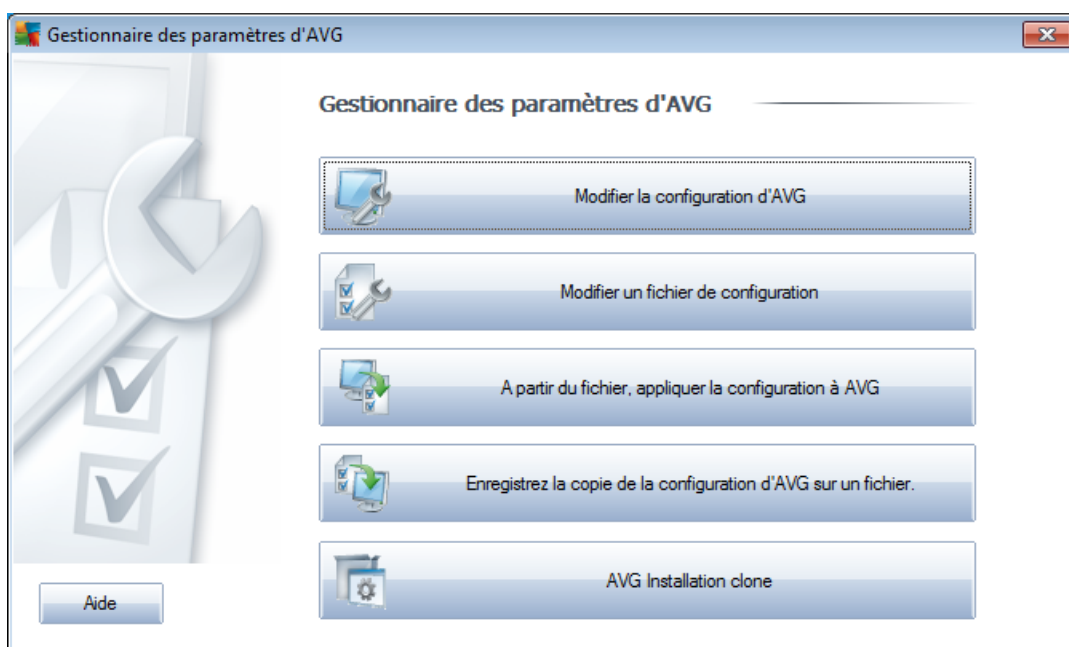 Gestionnaire des paramètres d'AVG
Gestionnaire des paramètres d'AVG
Modifier la configuration d'AVG
Modifier un fichier de configuration
A partir du fichier, appliquer la configuration à AVG
Enregistrez la copie de la configuration d'AVG sur un fichier.
AVG Installation clone
Aide